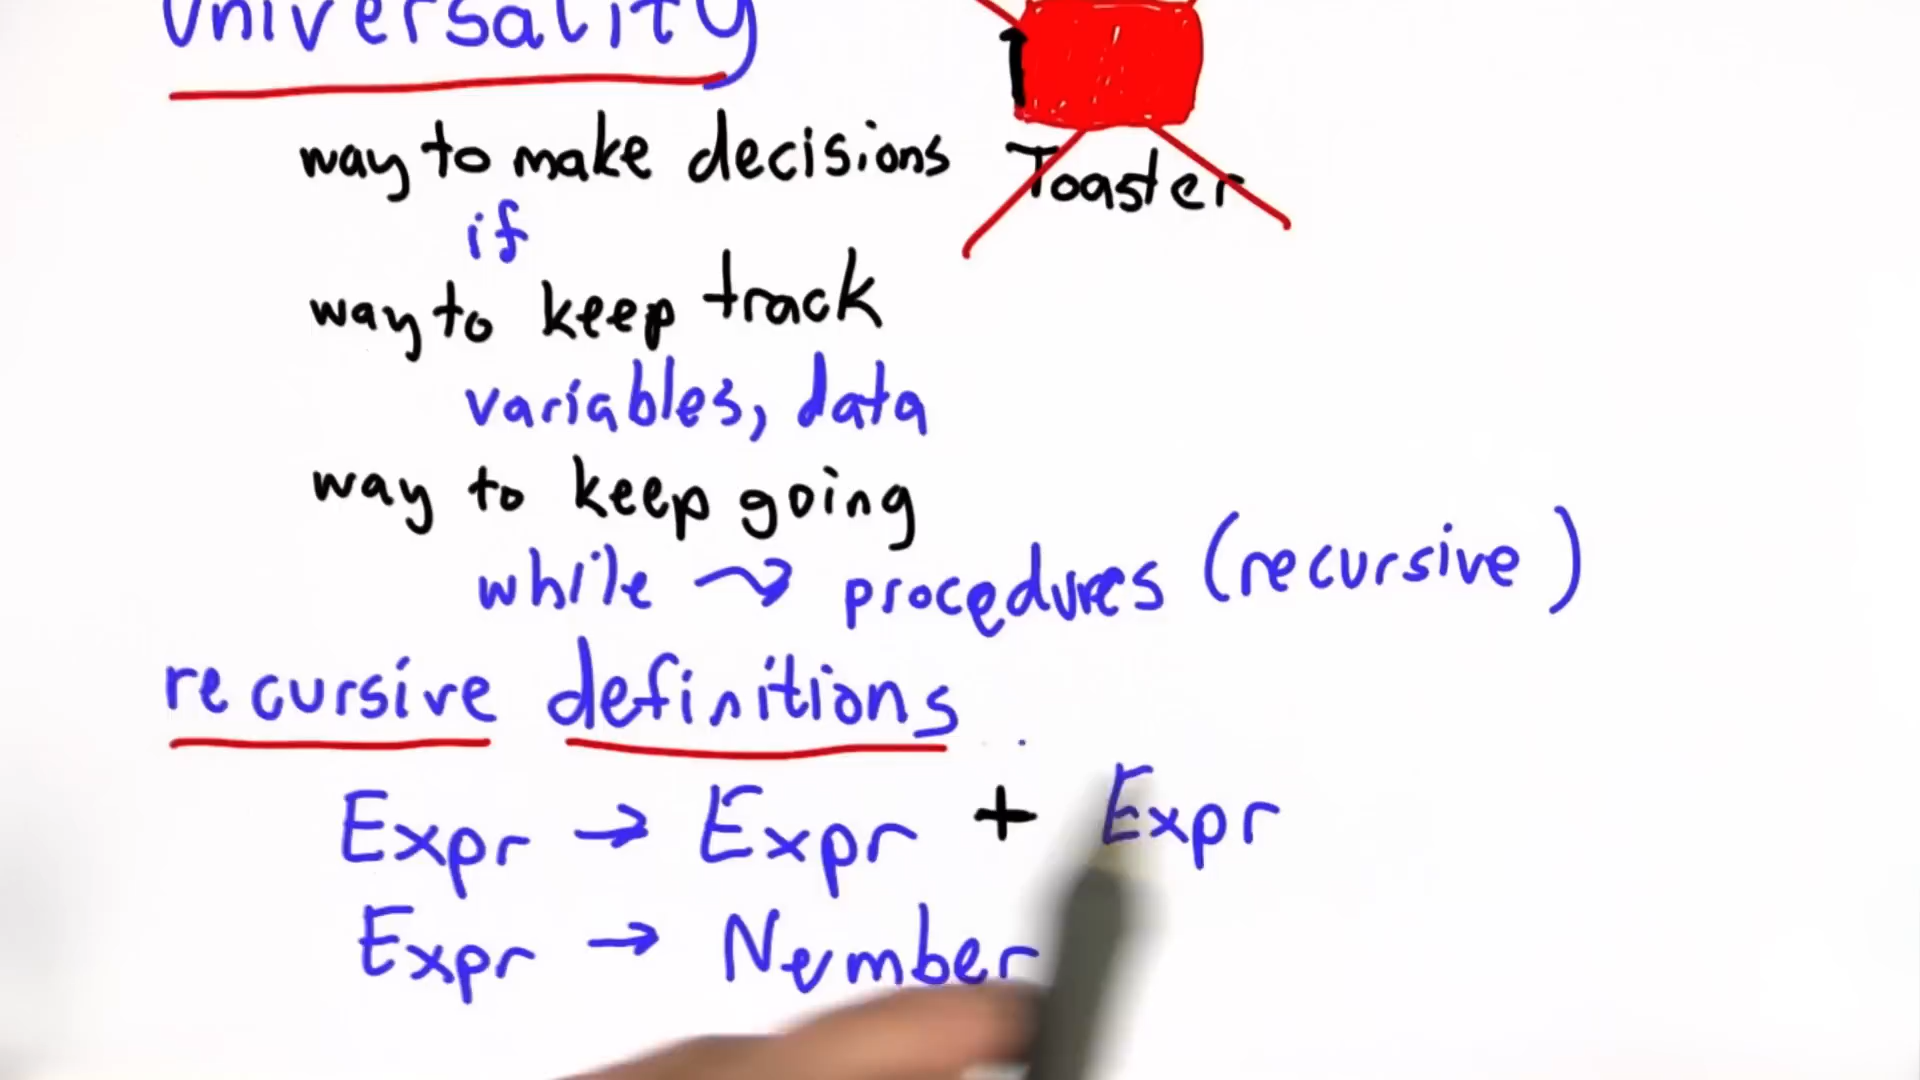 Universality
way to make decisions
Toaster
if
way to keep track
variables, data
way to keep going
while → procedures (recursive)
recursive definitions
Expr → Expr + Expr
Expr → Number